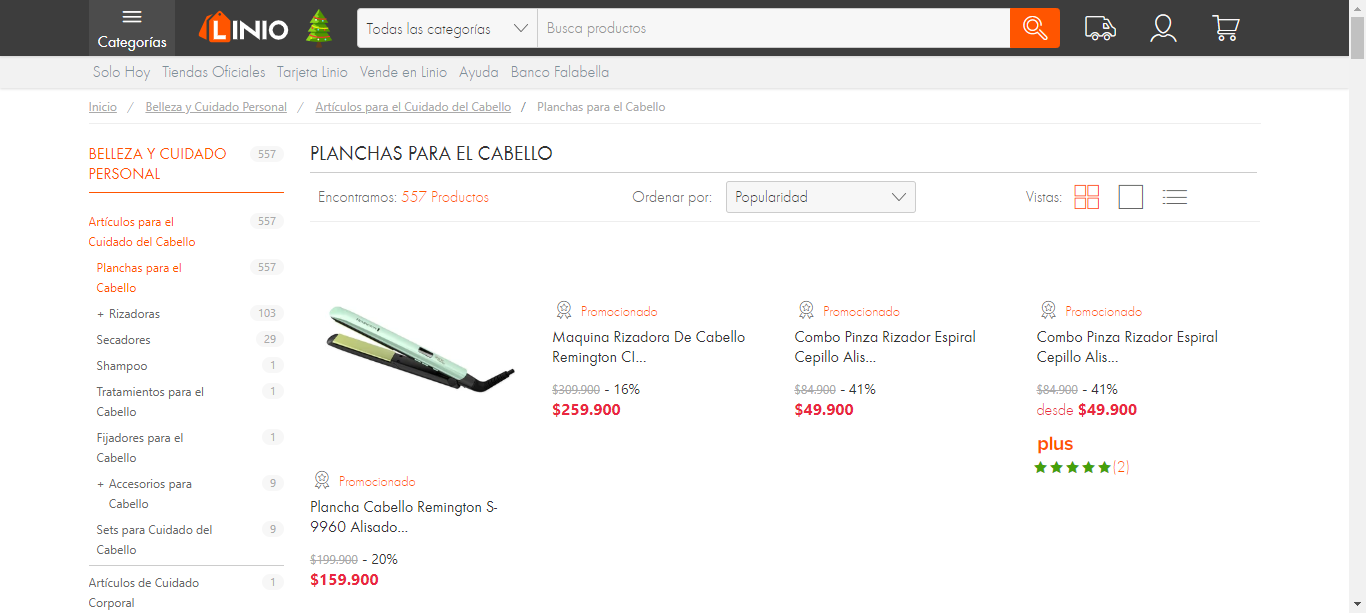 Categorías
LINIO
Todas las categorías
Busca productos
Solo Hoy
Tiendas Oficiales
Tarjeta Linio
Vende en Linio
Ayuda
Banco Falabella
Inicio / Belleza y Cuidado Personal / Artículos para el Cuidado del Cabello / Planchas para el Cabello
BELLEZA Y CUIDADO 557
PERSONAL
Artículos para el 557
Cuidado del Cabello
Planchas para el 557
Cabello
+ Rizadoras 103
Secadores 29
Shampoo 1
Tratamientos para el 1
Cabello
Fijadores para el 1
Cabello
+ Accesorios para 9
Cabello
Sets para Cuidado del 9
Cabello
Artículos de Cuidado 1
Corporal
PLANCHAS PARA EL CABELLO
Encontramos: 557 Productos
Ordenar por: Popularidad
Vistas:
Promocionado
Plancha Cabello Remington S-
9960 Alisado...
$199.900 - 20%
$159.900
Promocionado
Maquina Rizadora De Cabello
Remington CI...
$309.900 - 16%
$259.900
Promocionado
Combo Pinza Rizador Espiral
Cepillo Alis...
$84.900 - 41%
$49.900
Promocionado
Combo Pinza Rizador Espiral
Cepillo Alis...
$84.900 - 41%
desde $49.900
plus
(2)